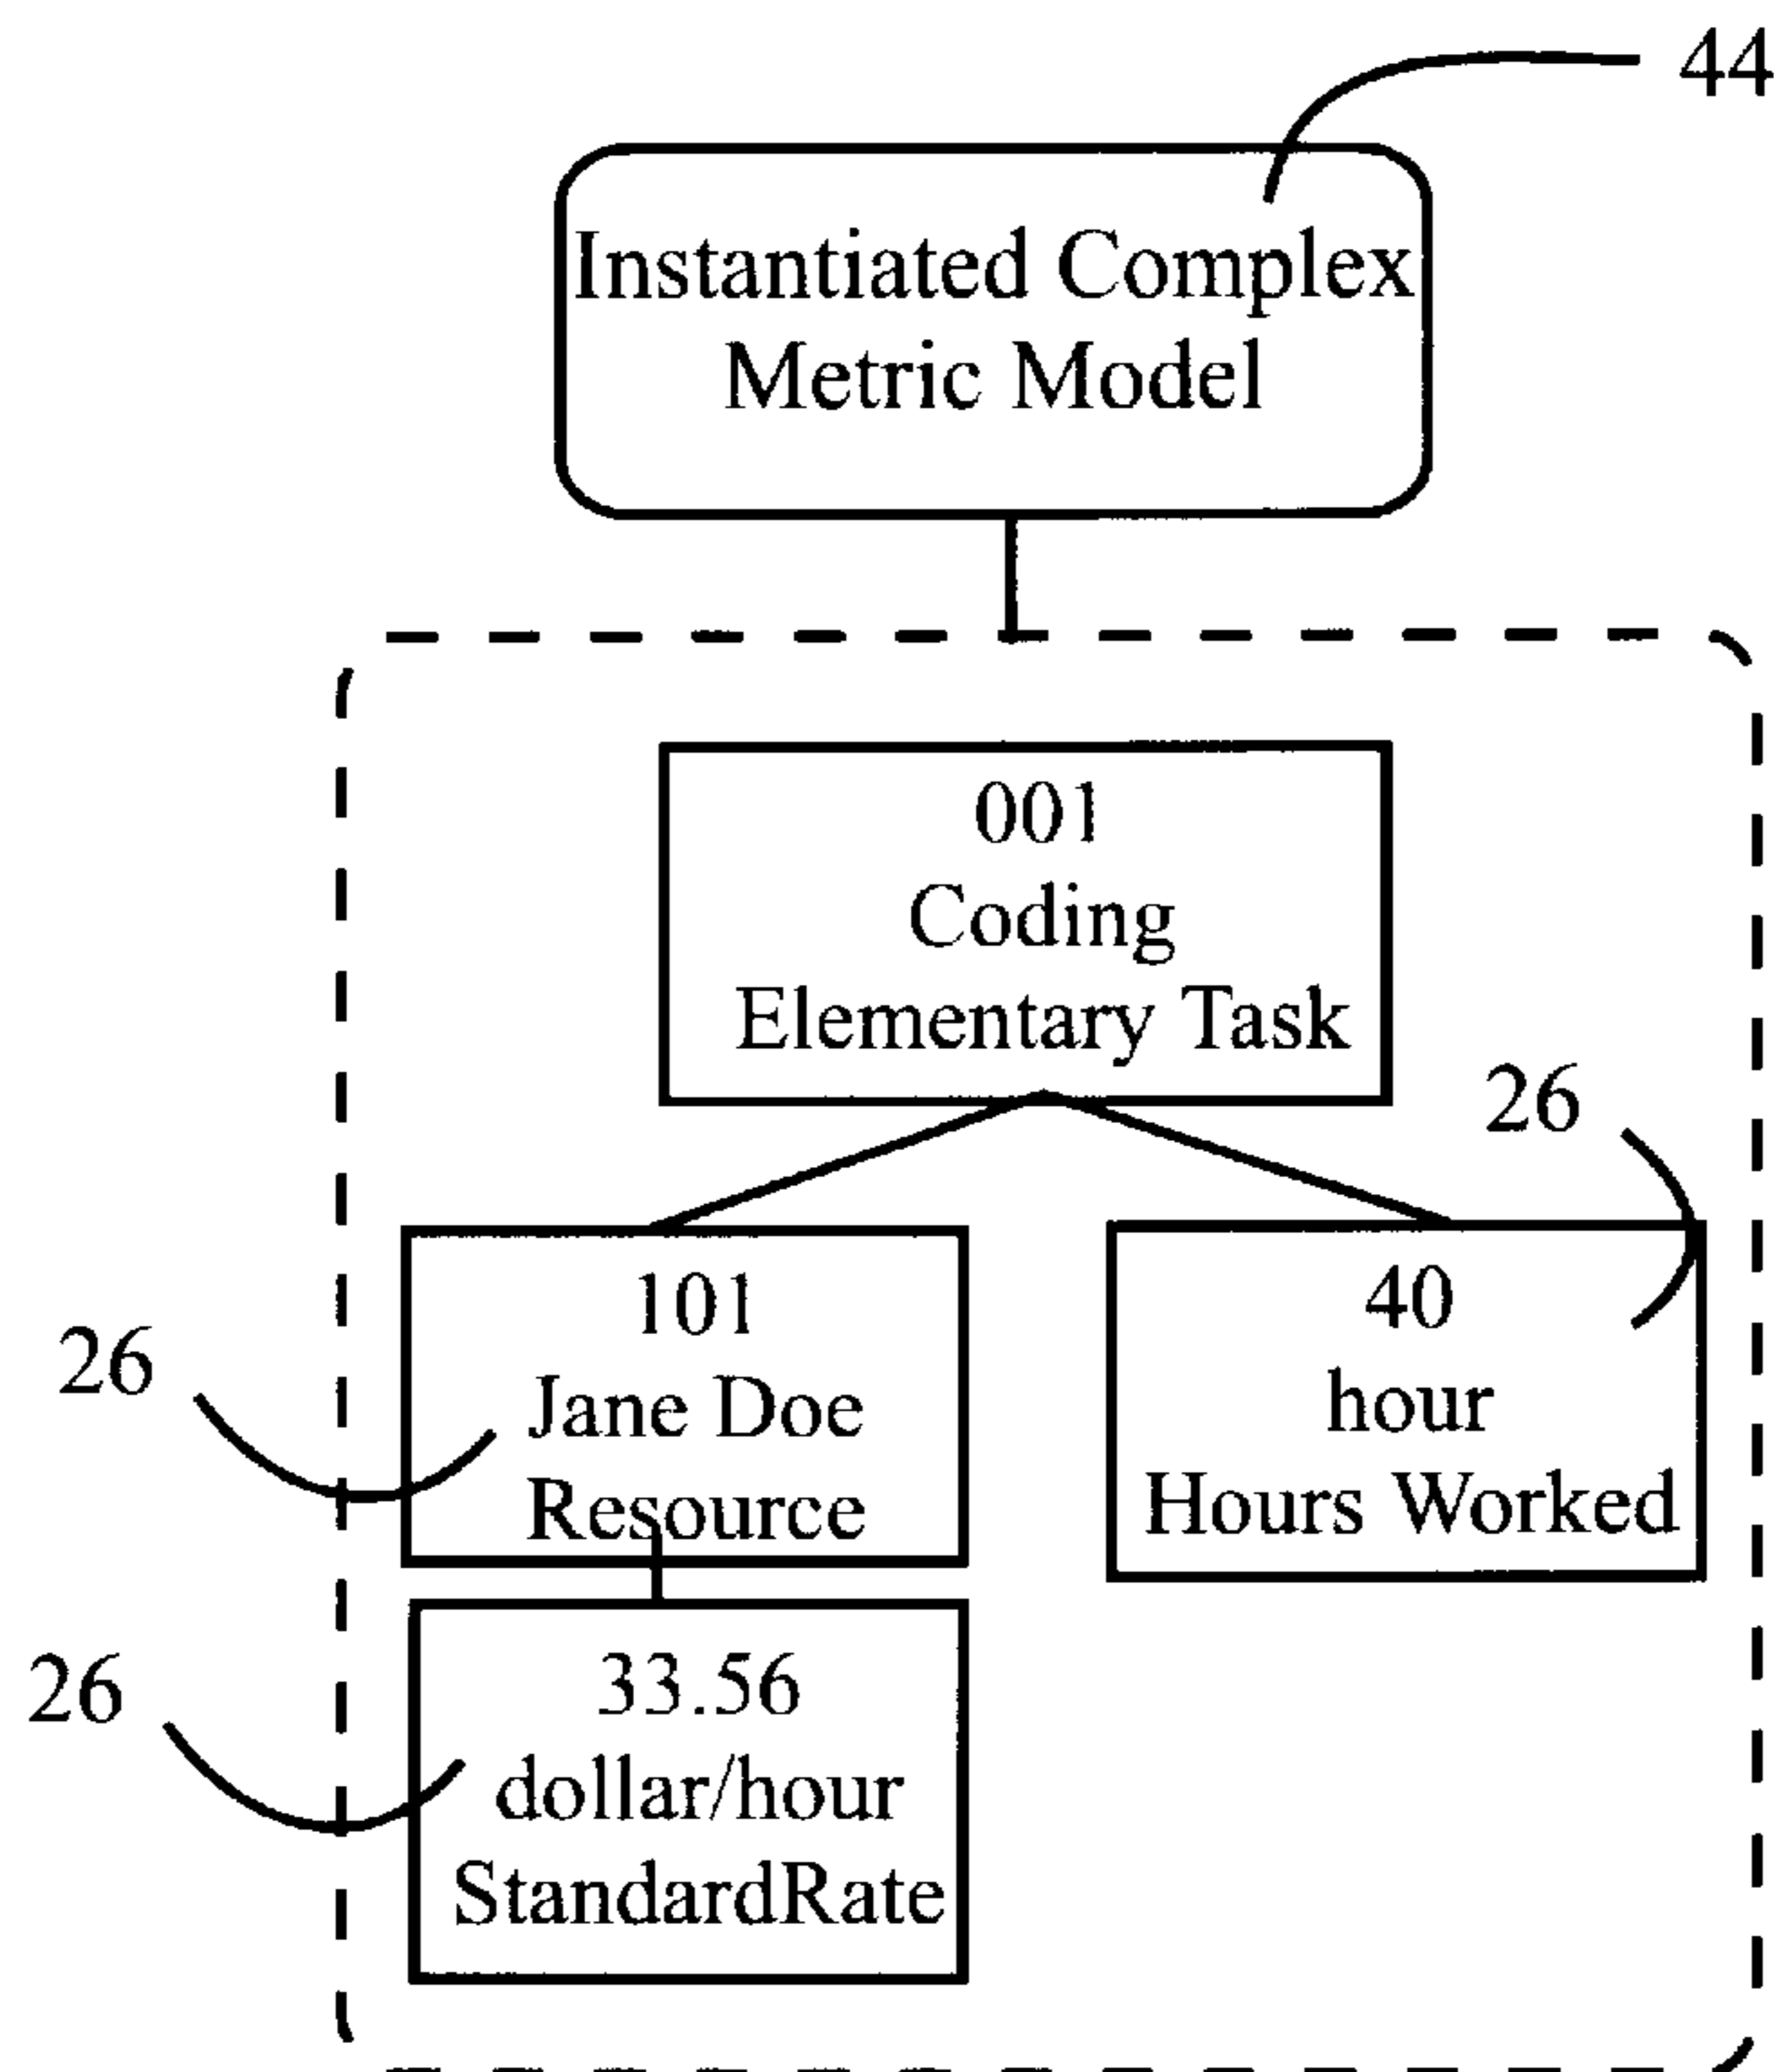 44
Instantiated Complex
Metric Model
001
Coding
Elementary Task
26
101
Jane Doe
Resource
40
hour
Hours Worked
26
26
33.56
dollar/hour
StandardRate